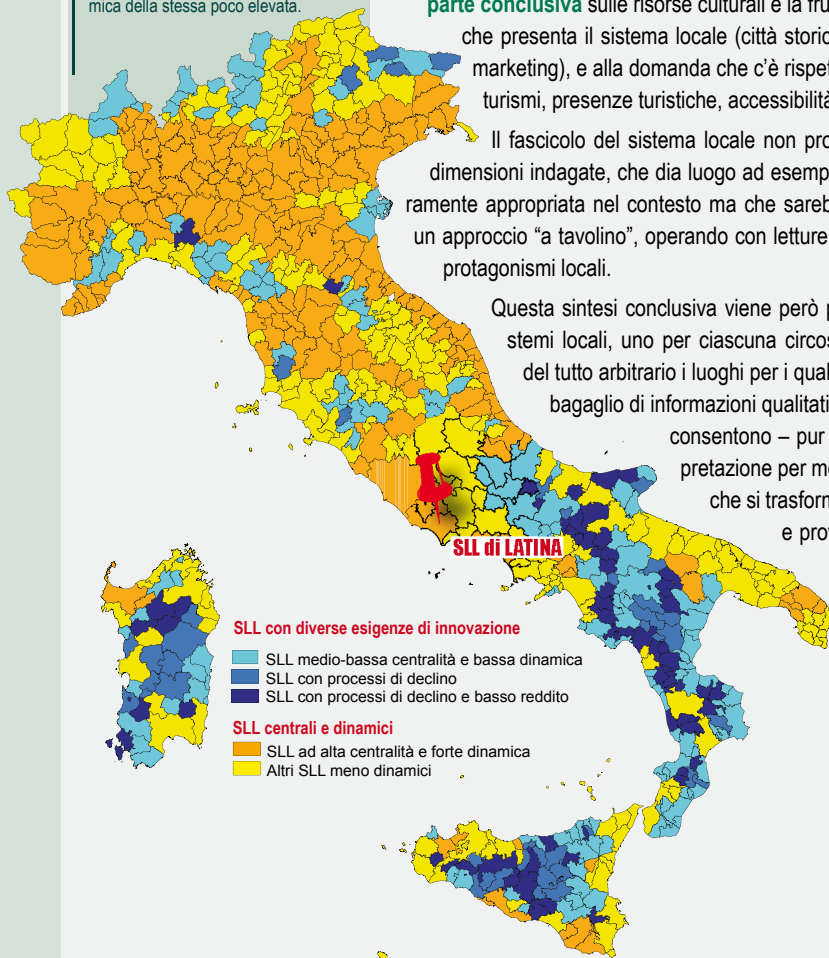 mica della stessa poco elevata.
parte conclusiva sulle risorse culturali e la fru
che presenta il sistema locale (città storic
marketing), e alla domanda che c'è rispet
turismi, presenze turistiche, accessibilità
Il fascicolo del sistema locale non pro
dimensioni indagate, che dia luogo ad esemp
ramente appropriata nel contesto ma che sareb
un approccio “a tavolino”, operando con letture
protagonismi locali.
Questa sintesi conclusiva viene però p
stemi locali, uno per ciascuna circos
del tutto arbitrario i luoghi per i qual
bagaglio di informazioni qualitati
consentono – pur
pretazione per me
che si trasform
e prov
SLL di LATINA
SLL con diverse esigenze di innovazione
SLL medio-bassa centralità e bassa dinamica
SLL con processi di declino
SLL con processi di declino e basso reddito
SLL centrali e dinamici
SLL ad alta centralità e forte dinamica
Altri SLL meno dinamici